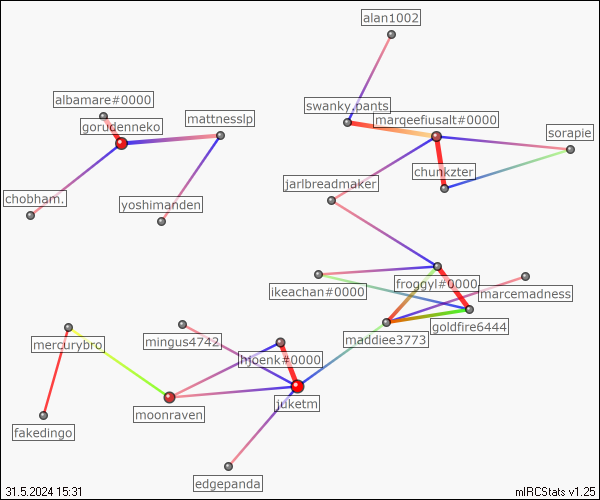 alan1002
albamare#0000
swanky.pants
gorudenneko
mattnesslp
marqeefiusalt#0000
sorapie
chunkzter
jarlbreadmaker
chobham.
yoshimanden
froggyl#0000
ikeachan#0000
marcemadness
goldfire6444
mercurybro
mingus4742
maddiee3773
hjoenk#0000
juketm
moonraven
fakedingo
edgepanda
31.5.2024 15:31
mIRCStats v1.25